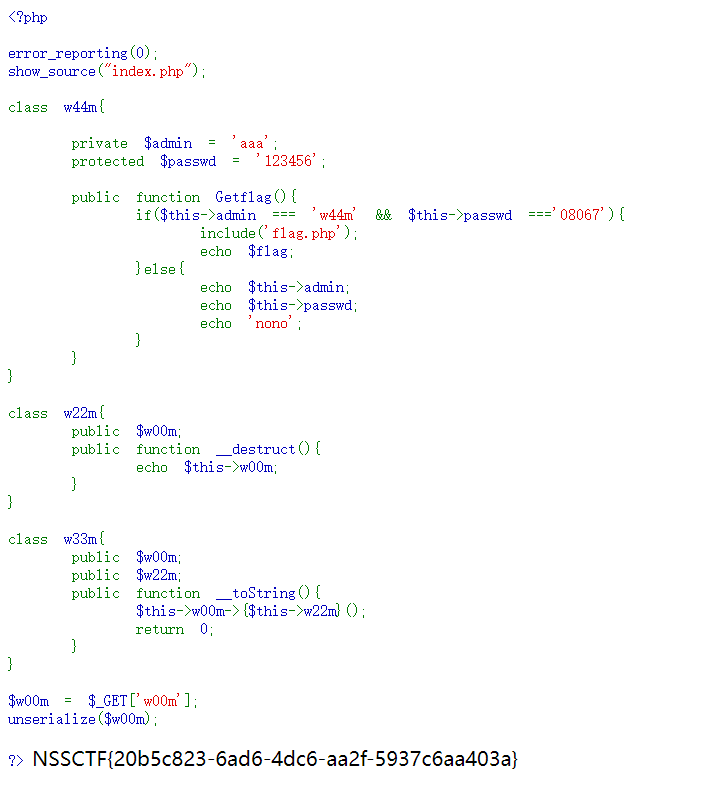 <?php
error_reporting(0);
show_source("index.php");
class w44m{
private $admin = 'aaa';
protected $passwd = '123456';
public function Getflag(){
if($this->admin === 'w44m' && $this->passwd ==='08067'){
include('flag.php');
echo $flag;
}else{
echo $this->admin;
echo $this->passwd;
echo 'nono';
}
}
}
class w22m{
public $w00m;
public function __destruct(){
echo $this->w00m;
}
}
class w33m{
public $w00m;
public $w22m;
public function __toString(){
$this->w00m->{$this->w22m}();
return 0;
}
}
$w00m = $_GET['w00m'];
unserialize($w00m);
?> NSSCTF{20b5c823-6ad6-4dc6-aa2f-5937c6aa403a}